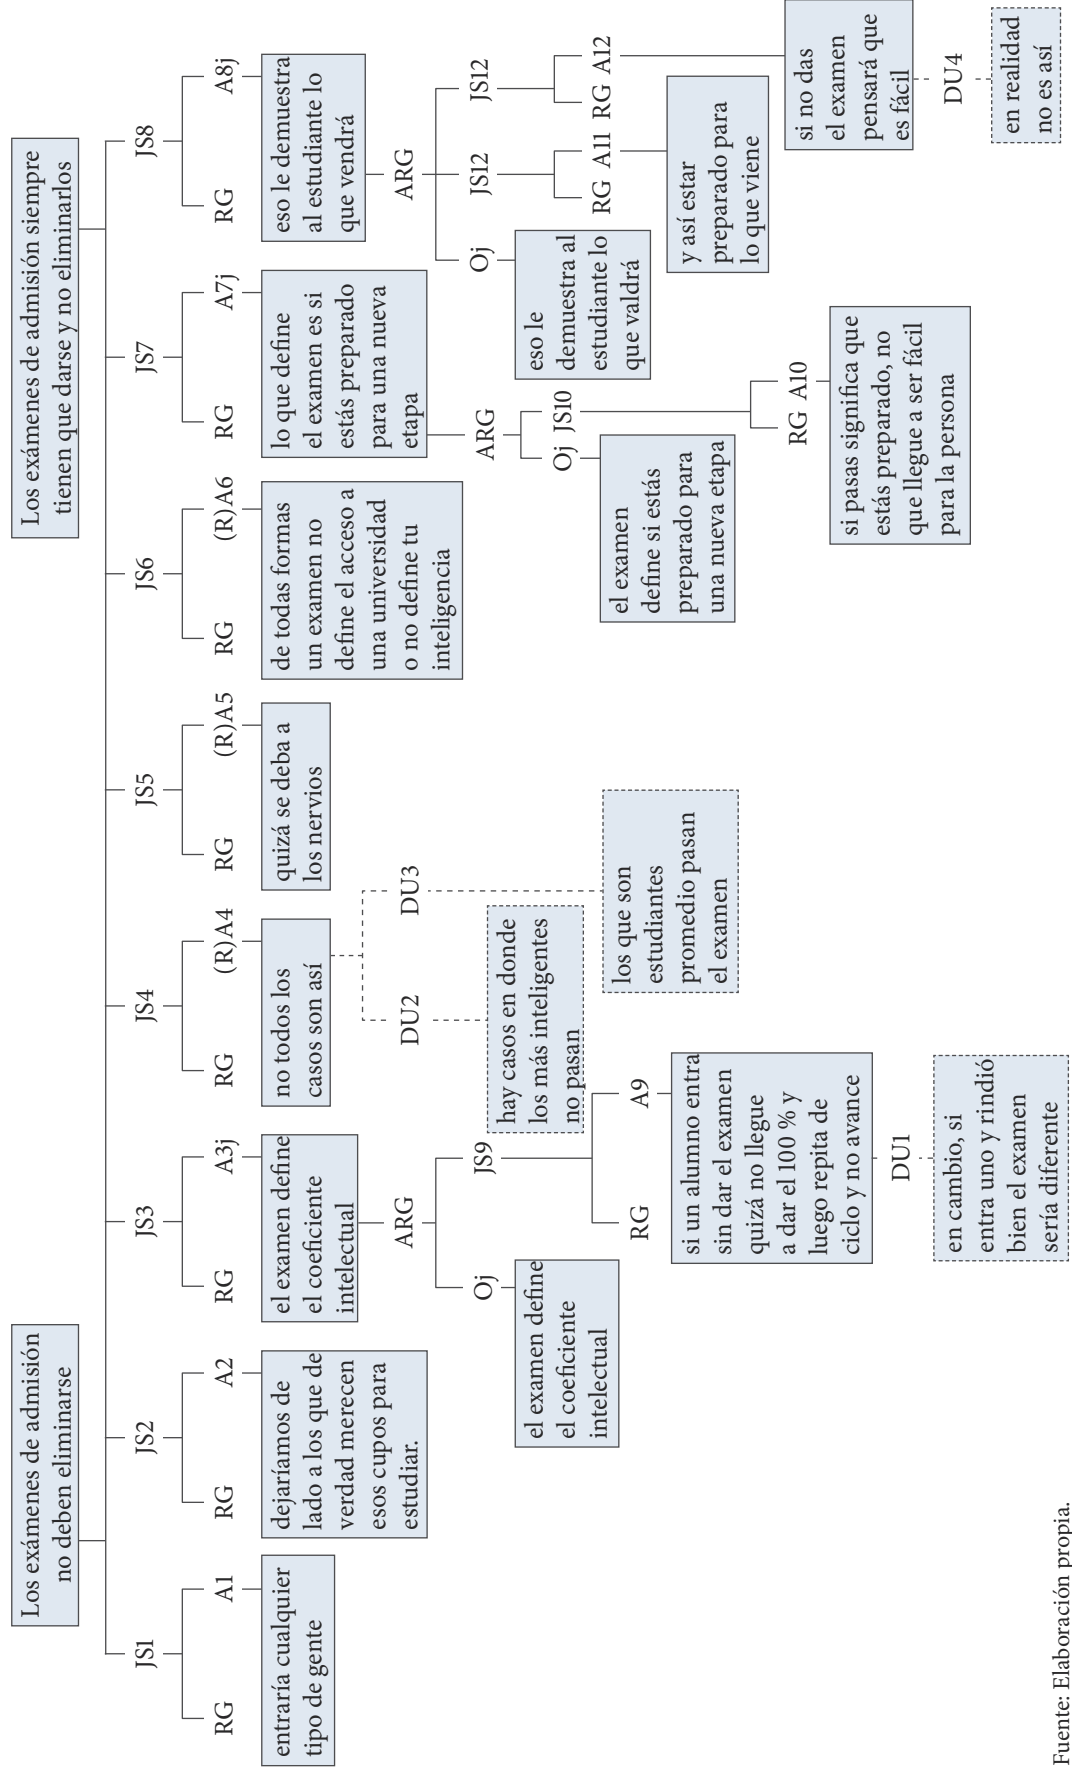 Los exámenes de admisión
no deben eliminarse
Los exámenes de admisión siempre
tienen que darse y no eliminarlos
JS1
JS2
JS3
JS4
JS5
JS6
JS7
JS8
RG
A1
RG
A2
RG
A3j
RG
(R)A4
RG
(R)A5
RG
(R)A6
RG
A7j
RG
A8j
entraría cualquier
tipo de gente
dejaríamos de
lado a los que de
verdad merecen
esos cupos para
estudiar.
el examen define
el coeficiente
intelectual
no todos los
casos son así
quizá se deba a
los nervios
de todas formas
un examen no
define el acceso a
una universidad
o no define tu
inteligencia
lo que define
el examen es si
estás preparado
para una nueva
etapa
eso le demuestra
al estudiante lo
que vendrá
ARG
Oj
JS9
el examen define
el coeficiente
intelectual
RG
A9
si un alumno entra
sin dar el examen
quizá no llegue
a dar el 100 % y
luego repita de
ciclo y no avance
DU1
en cambio, si
entra uno y rindió
bien el examen
sería diferente
DU2
DU3
hay casos en donde
los más inteligentes
no pasan
los que son
estudiantes
promedio pasan
el examen
ARG
Oj
JS10
el examen
define si estás
preparado para
una nueva etapa
RG
A10
si pasas significa que
estás preparado, no
que llegue a ser fácil
para la persona
ARG
Oj
JS12
JS12
eso le
demuestra al
estudiante lo
que valdrá
RG
A11
RG
A12
y así estar
preparado para
lo que viene
si no das
el examen
pensará que
es fácil
DU4
en realidad
no es así
Fuente: Elaboración propia.